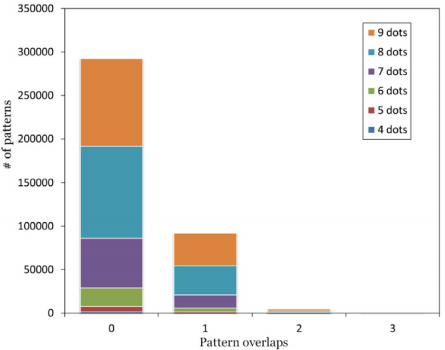 350000
300000
250000
200000
150000
100000
50000
0
# of patterns
9 dots
8 dots
7 dots
6 dots
5 dots
4 dots
0 1 2 3
Pattern overlaps